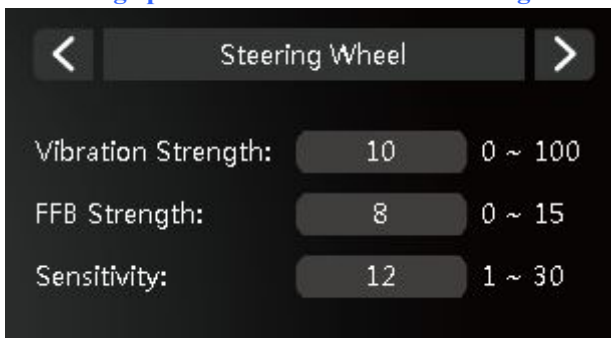 < Steering Wheel >
Vibration Strength: 10 0 ~ 100
FFB Strength: 8 0 ~ 15
Sensitivity: 12 1 ~ 30